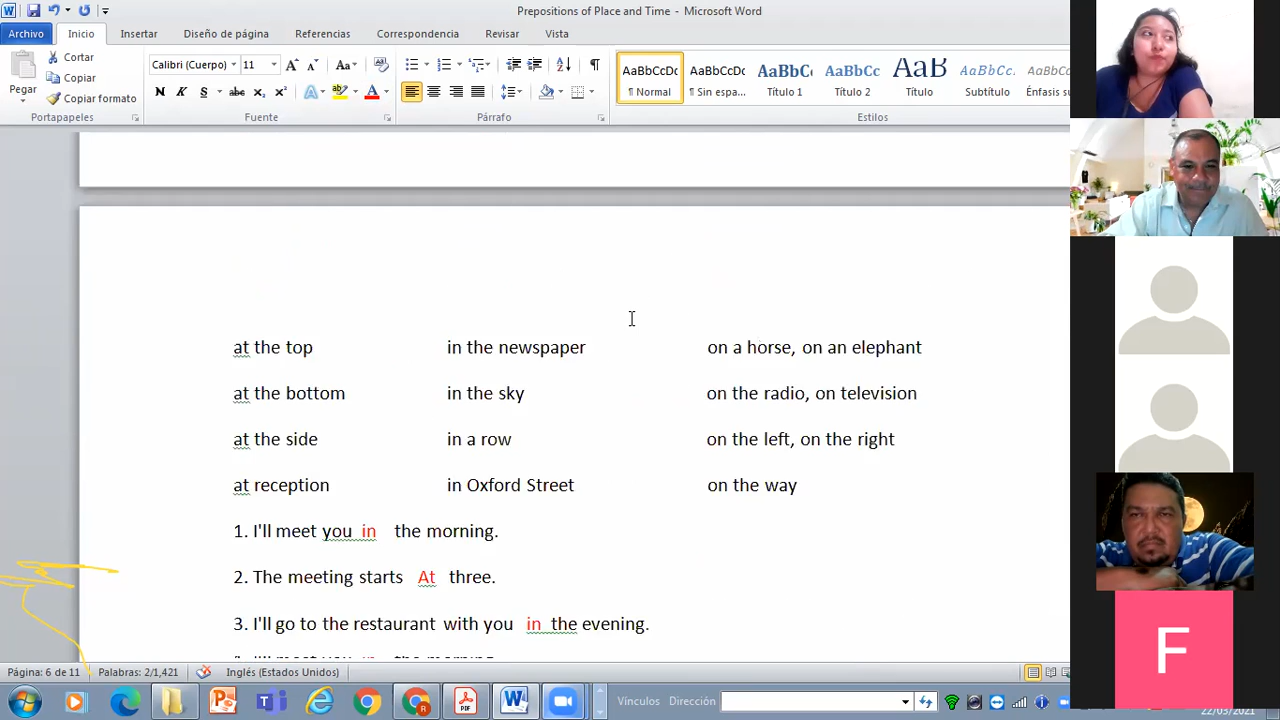 Prepositions of Place and Time - Microsoft Word
Archivo Inicio Insertar Diseño de página Referencias Correspondencia Revisar Vista
Pegar
Cortar
Copiar
Copiar formato
Portapapeles
Calibri (Cuerpo) 11
Fuente
Párrafo
AaBbCcDc AaBbCcDc AaBbC AaBbCc AaB AaBbCcL AaBbCcDc
¶ Normal ¶ Sin espa... Título 1 Título 2 Título Subtítulo Énfasis su
Estilos
at the top in the newspaper on a horse, on an elephant
at the bottom in the sky on the radio, on television
at the side in a row on the left, on the right
at reception in Oxford Street on the way
1. I'll meet you in the morning.
2. The meeting starts At three.
3. I'll go to the restaurant with you in the evening.
Página: 6 de 11 Palabras: 2/1,421 Inglés (Estados Unidos)
Vínculos Dirección
22/03/2021
F